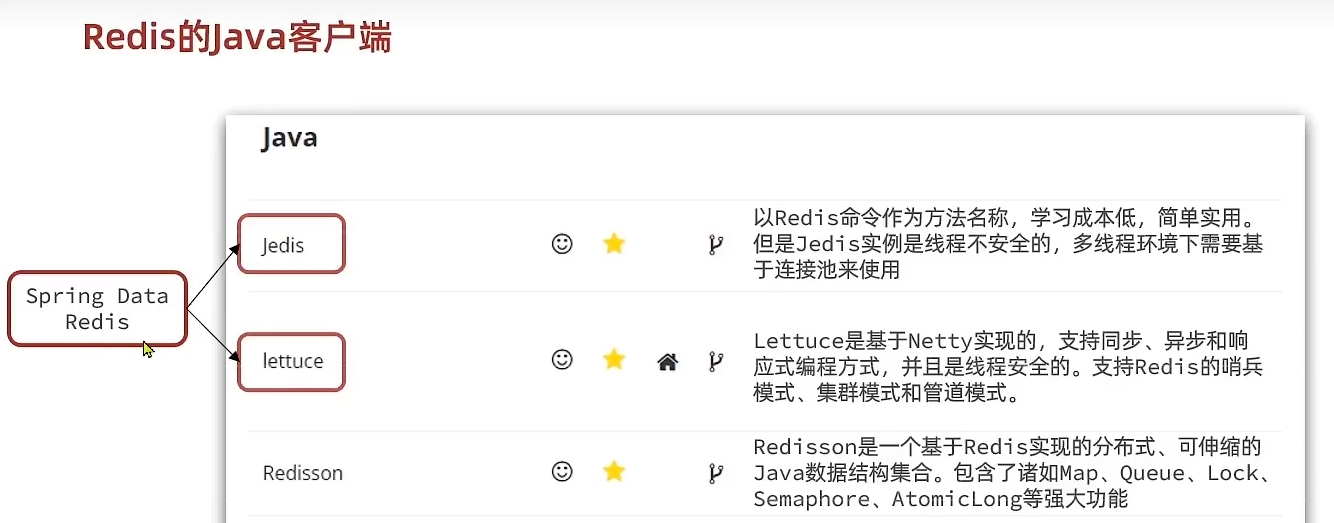 Redis的Java客户端
Java
Spring Data
Redis
Jedis
以Redis命令作为方法名称，学习成本低，简单实用。
但是Jedis实例是线程不安全的，多线程环境下需要基
于连接池来使用
lettuce
Lettuce是基于Netty实现的，支持同步、异步和响
应式编程方式，并且是线程安全的。支持Redis的哨兵
模式、集群模式和管道模式。
Redisson
Redisson是一个基于Redis实现的分布式、可伸缩的
Java数据结构集合。包含了诸如Map、Queue、Lock、
Semaphore、AtomicLong等强大功能